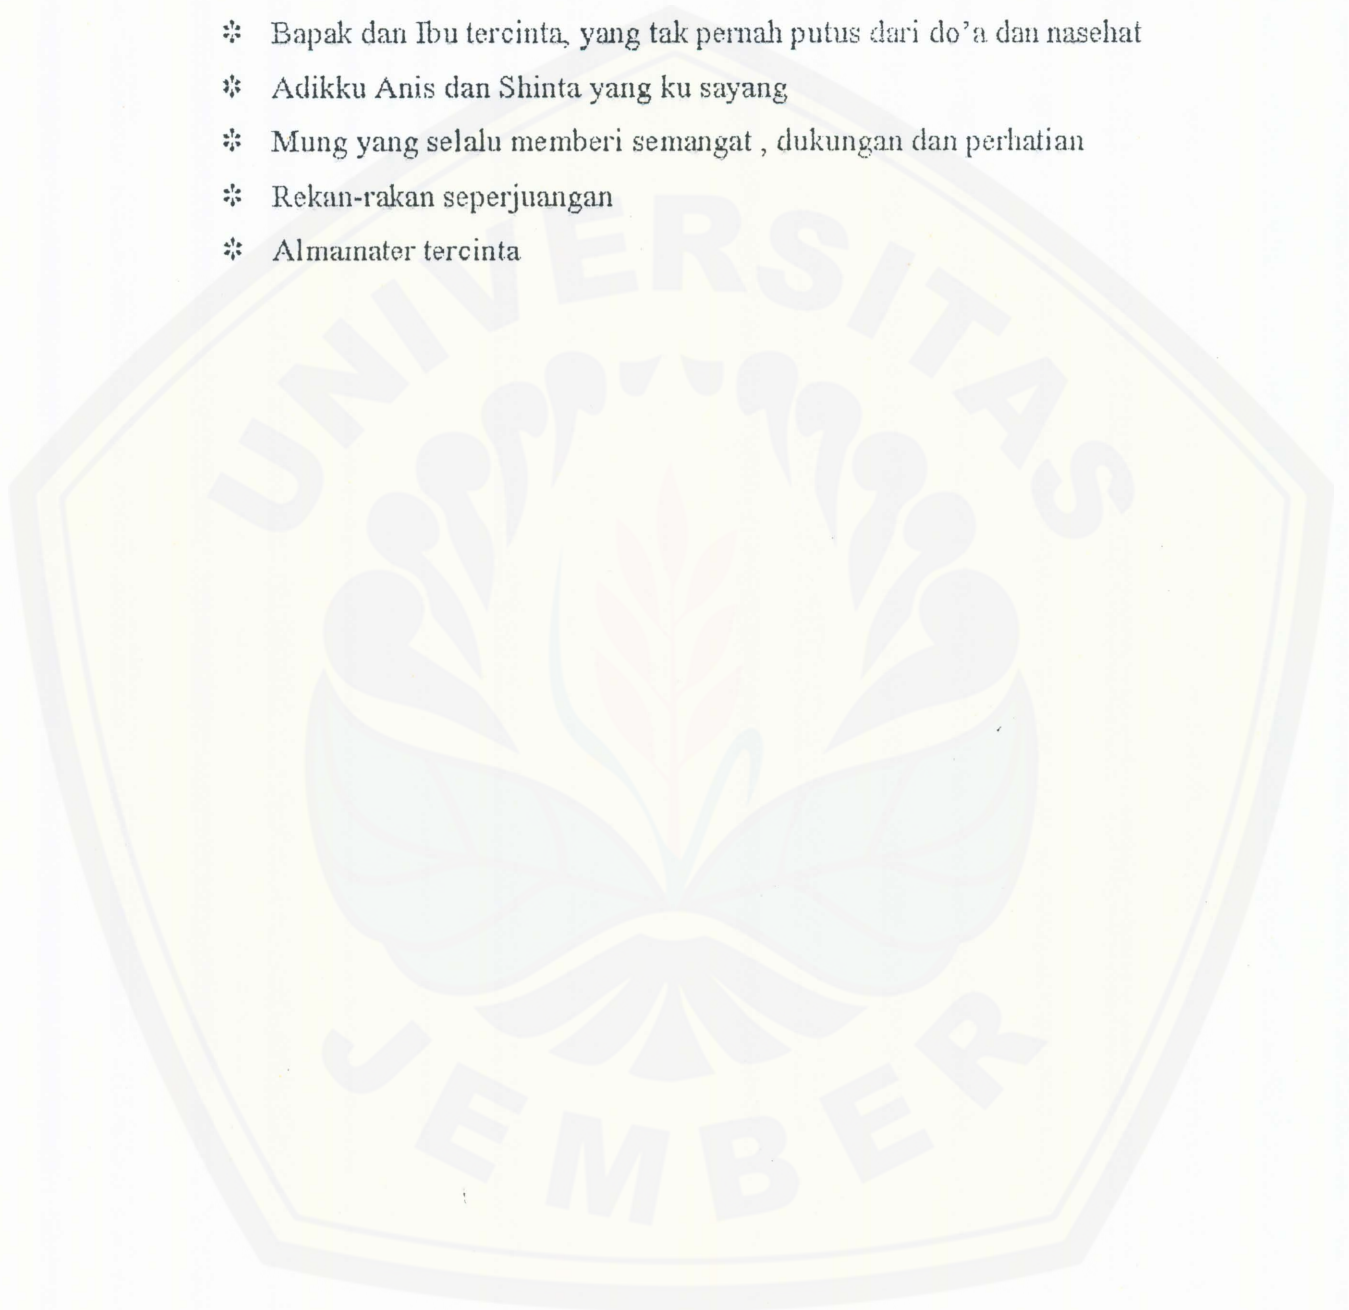 ❉ Bapak dan Ibu tercinta, yang tak pernah putus dari do'a dan nasehat
❉ Adikku Anis dan Shinta yang ku sayang
❉ Mung yang selalu memberi semangat , dukungan dan perhatian
❉ Rekan-rakan seperjuangan
❉ Almamater tercinta
UNIVERSITAS
JEMBER